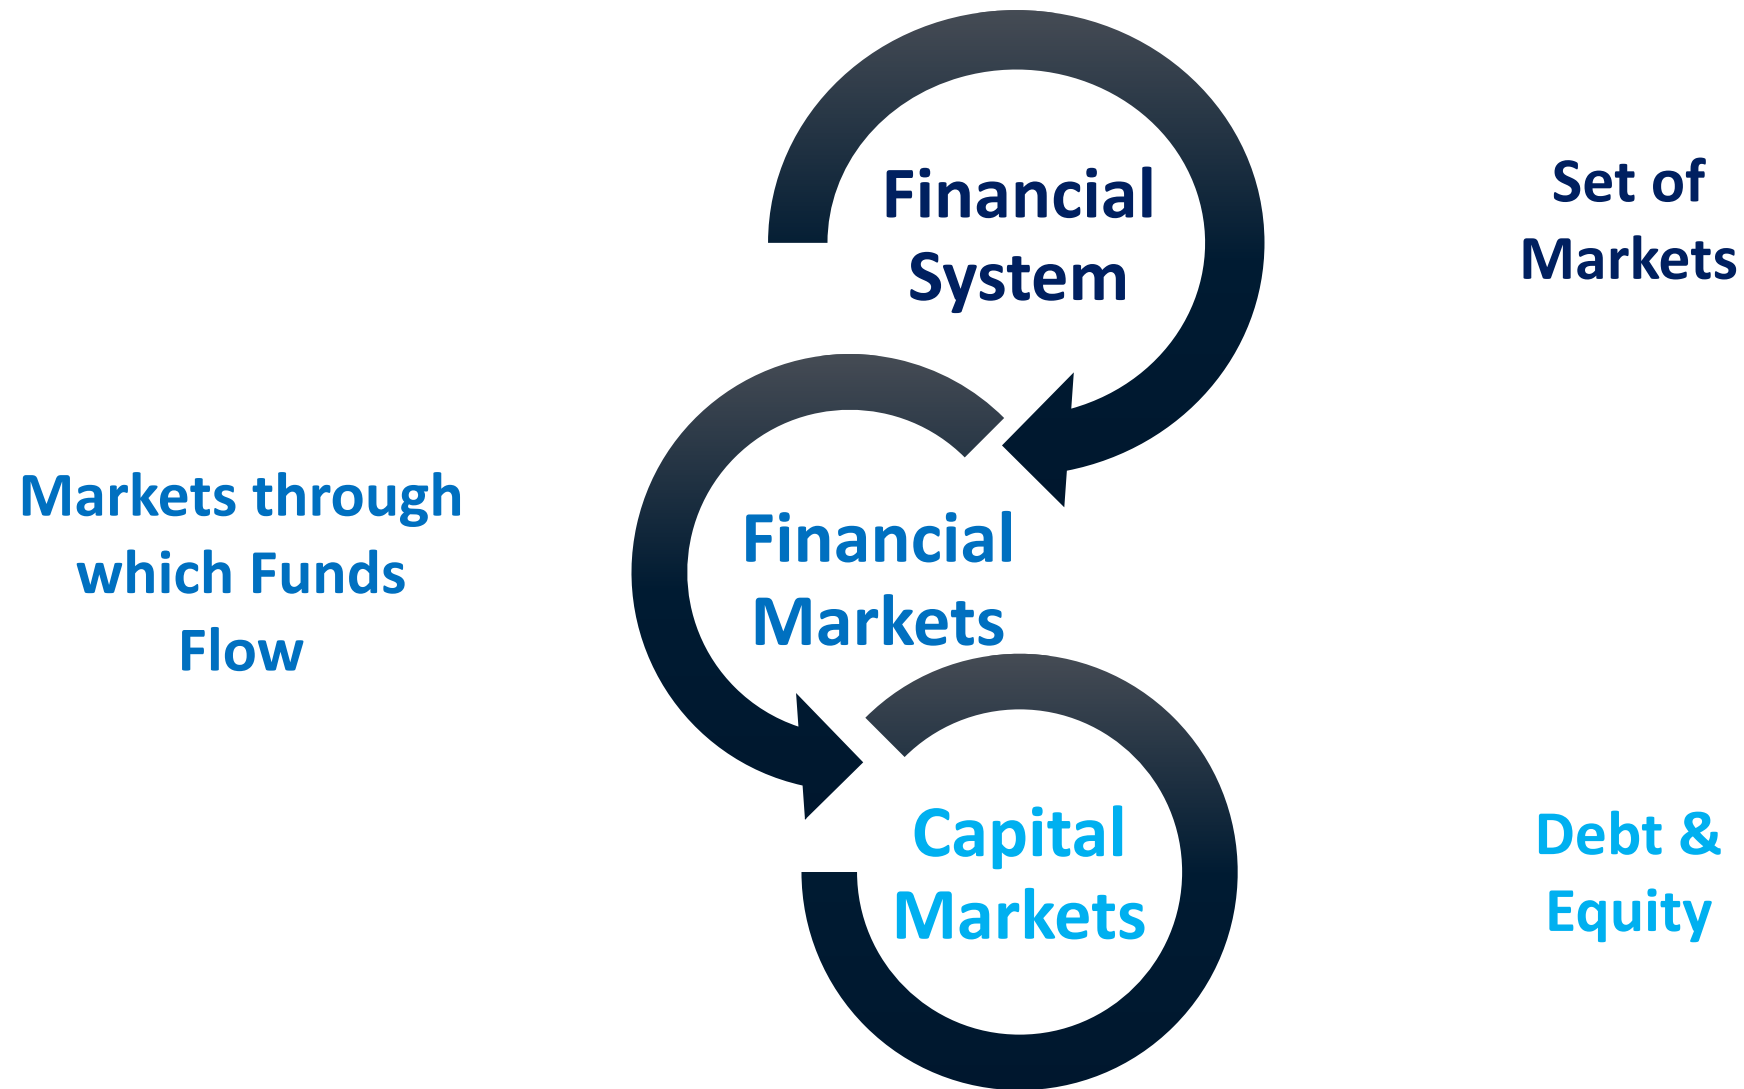 Financial
System
Set of
Markets
Markets through
which Funds
Flow
Financial
Markets
Capital
Markets
Debt &
Equity